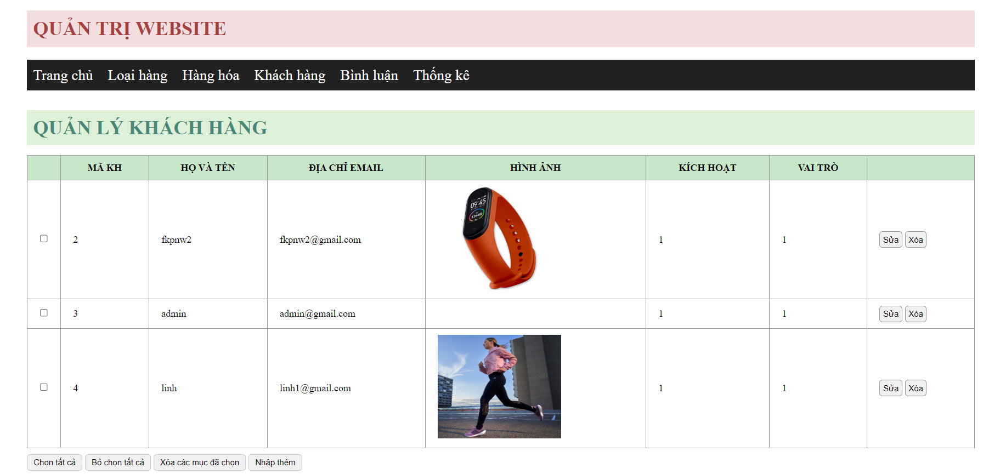 QUẢN TRỊ WEBSITE
Trang chủ Loại hàng Hàng hóa Khách hàng Bình luận Thống kê
QUẢN LÝ KHÁCH HÀNG
MÃ KH HỌ VÀ TÊN ĐỊA CHỈ EMAIL HÌNH ẢNH KÍCH HOẠT VAI TRÒ
09:45
13640
2 fkpnw2 fkpnw2@gmail.com 1 1 Sửa Xóa
3 admin admin@gmail.com 1 1 Sửa Xóa
4 linh linh1@gmail.com 1 1 Sửa Xóa
Chọn tất cả Bỏ chọn tất cả Xóa các mục đã chọn Nhập thêm